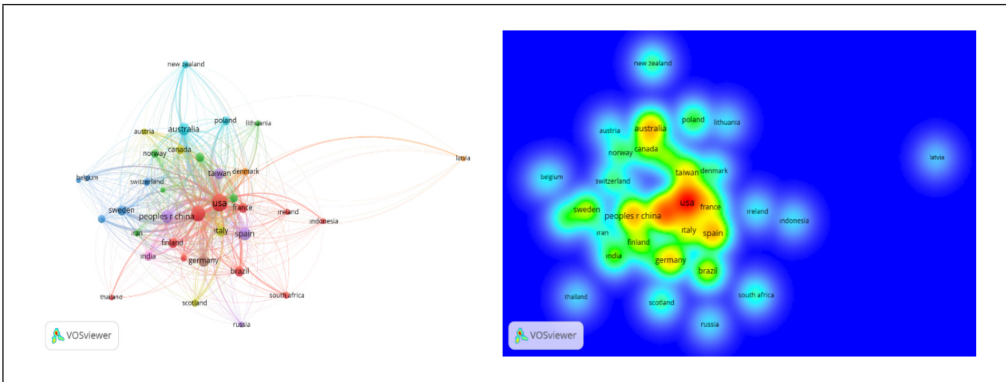 new zealand
poland
lithuania
australia
austria
canada
norway
latvia
taiwan
denmark
belgium
switzerland
usa
france
sweden
peoples r china
ireland
indonesia
iran
italy
spain
finland
india
germany
brazil
thailand
south africa
scotland
russia
VOSviewer
new zealand
poland
lithuania
australia
austria
canada
norway
latvia
taiwan
denmark
belgium
switzerland
usa
france
sweden
peoples r china
ireland
indonesia
iran
italy
spain
finland
india
germany
brazil
thailand
south africa
scotland
russia
VOSviewer